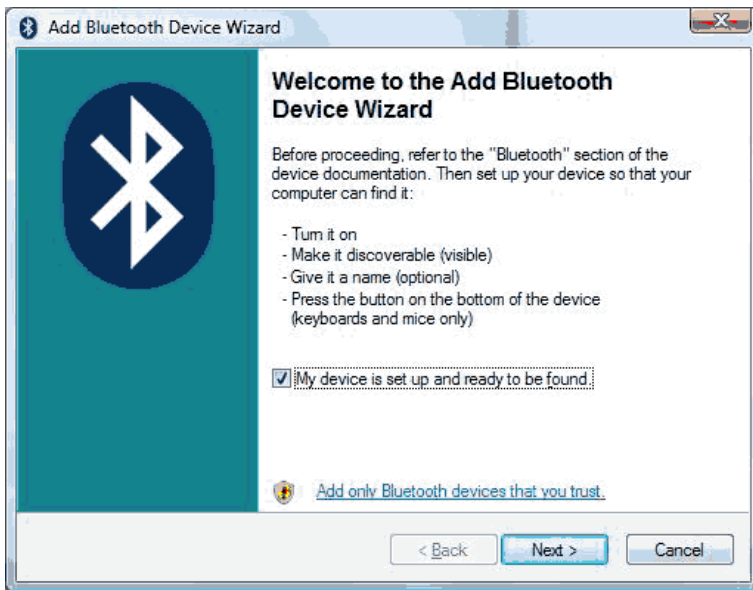 Add Bluetooth Device Wizard
Welcome to the Add Bluetooth
Device Wizard
Before proceeding, refer to the "Bluetooth" section of the
device documentation. Then set up your device so that your
computer can find it:
- Turn it on
- Make it discoverable (visible)
- Give it a name (optional)
- Press the button on the bottom of the device
(keyboards and mice only)
My device is set up and ready to be found.
Add only Bluetooth devices that you trust.
< Back Next > Cancel